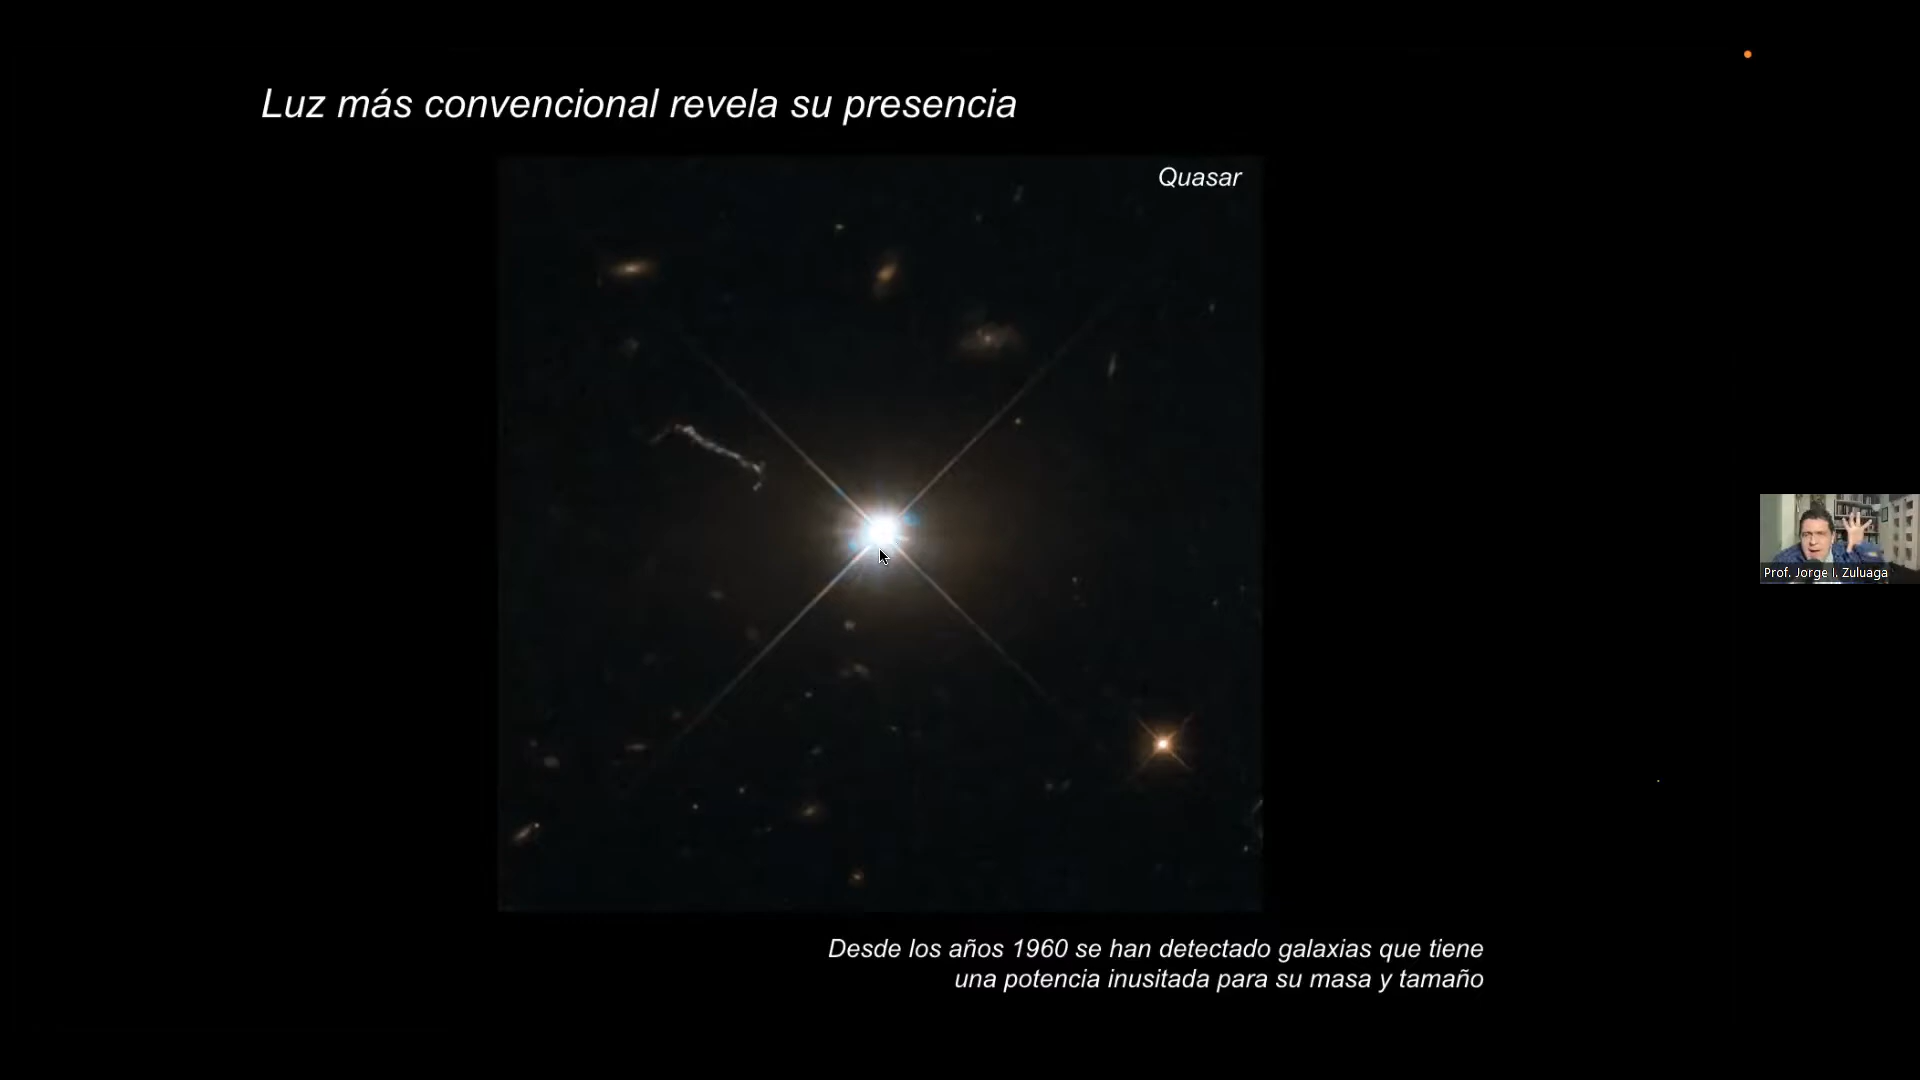 Luz más convencional revela su presencia
Quasar
Prof. Jorge I. Zuluaga
Desde los años 1960 se han detectado galaxias que tiene
una potencia inusitada para su masa y tamaño